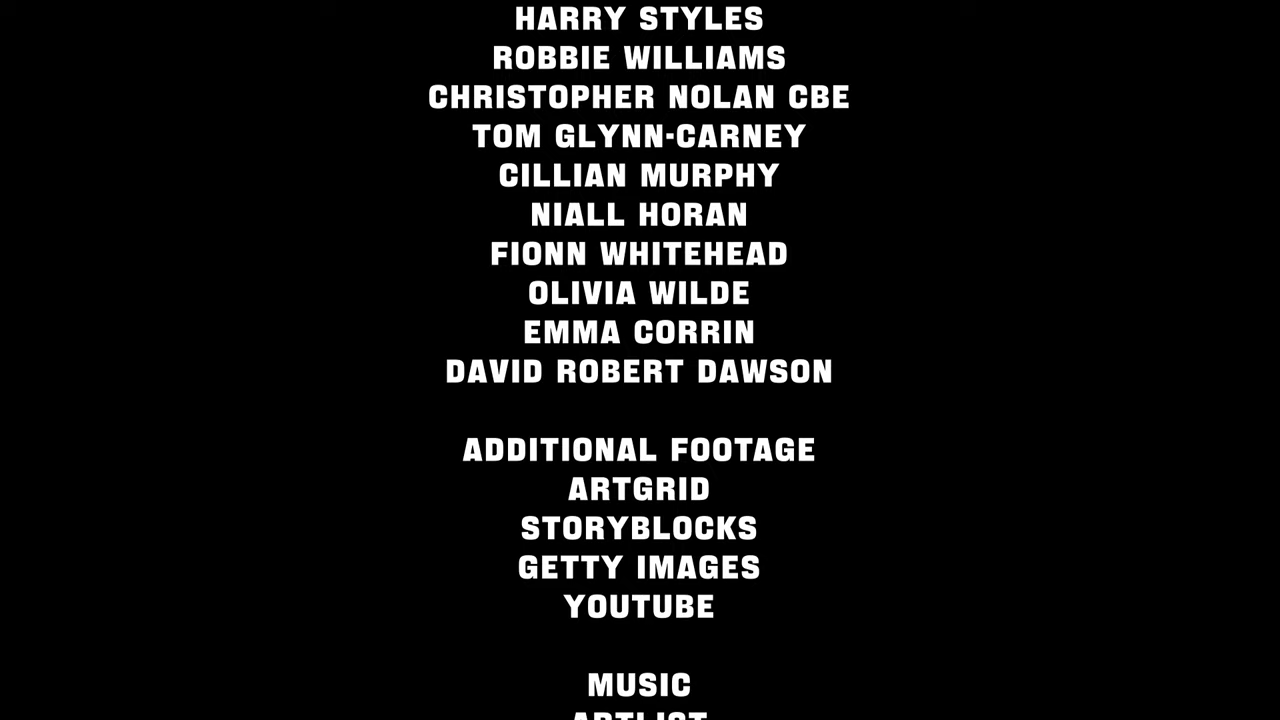 HARRY STYLES
ROBBIE WILLIAMS
CHRISTOPHER NOLAN CBE
TOM GLYNN-CARNEY
CILLIAN MURPHY
NIALL HORAN
FIONN WHITEHEAD
OLIVIA WILDE
EMMA CORRIN
DAVID ROBERT DAWSON
ADDITIONAL FOOTAGE
ARTGRID
STORYBLOCKS
GETTY IMAGES
YOUTUBE
MUSIC
ARTLIST